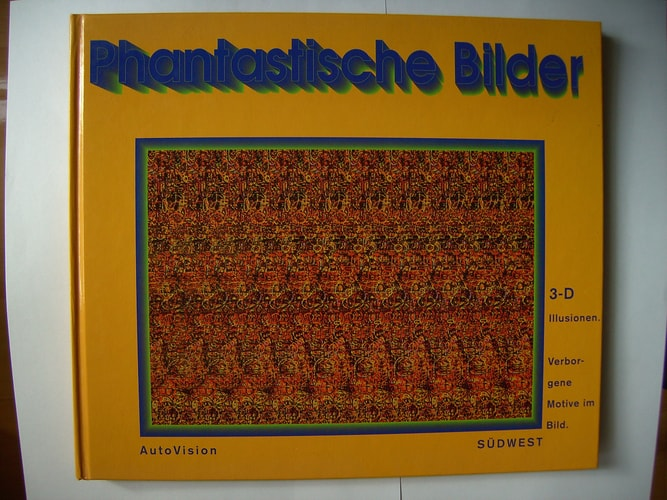 Phantastische Bilder
3-D
Illusionen.
Verbor-
gene
Motive im
Bild.
AutoVision
SÜDWEST